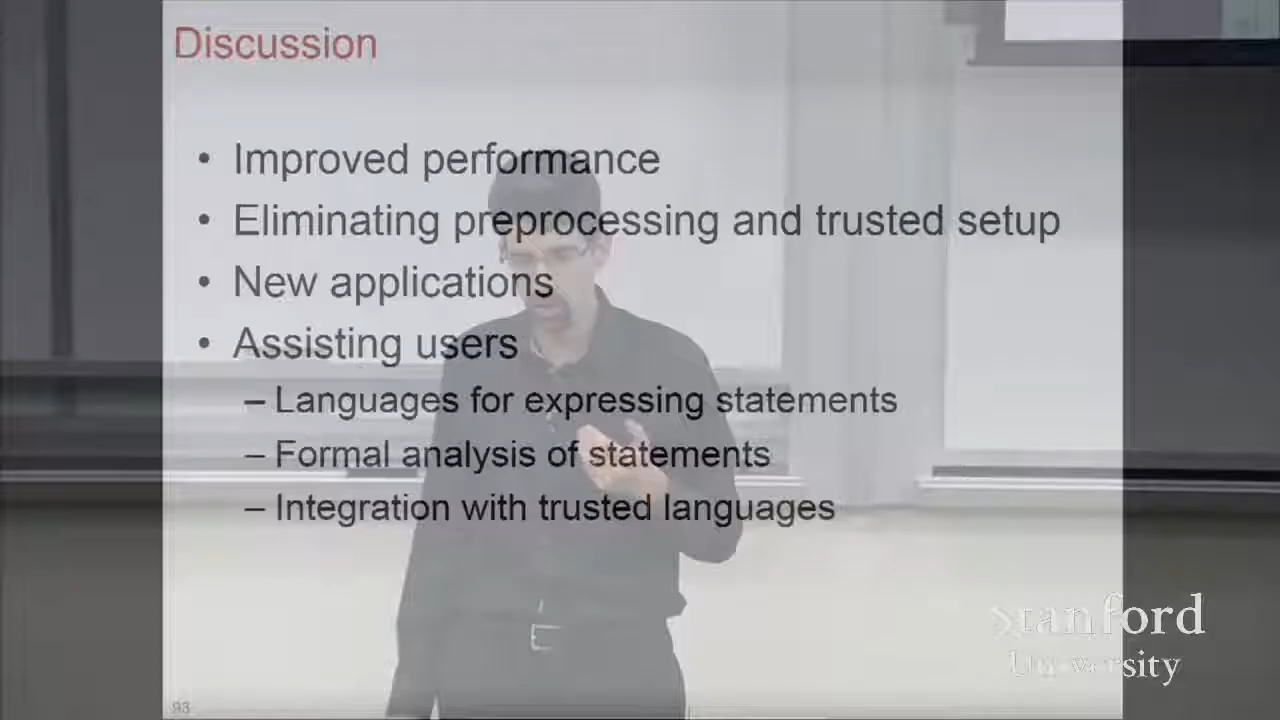 Discussion
• Improved performance
• Eliminating preprocessing and trusted setup
• New applications
• Assisting users
– Languages for expressing statements
– Formal analysis of statements
– Integration with trusted languages
Stanford
University
93